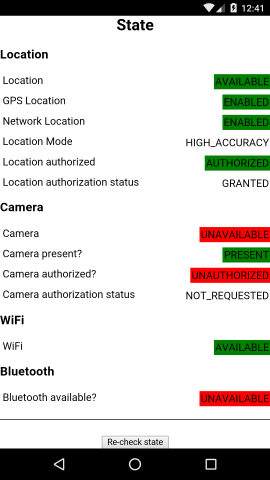 12:41
State
Location
Location AVAILABLE
GPS Location ENABLED
Network Location ENABLED
Location Mode HIGH_ACCURACY
Location authorized AUTHORIZED
Location authorization status GRANTED
Camera
Camera UNAVAILABLE
Camera present? PRESENT
Camera authorized? UNAUTHORIZED
Camera authorization status NOT_REQUESTED
WiFi
WiFi AVAILABLE
Bluetooth
Bluetooth available? UNAVAILABLE
Re-check state